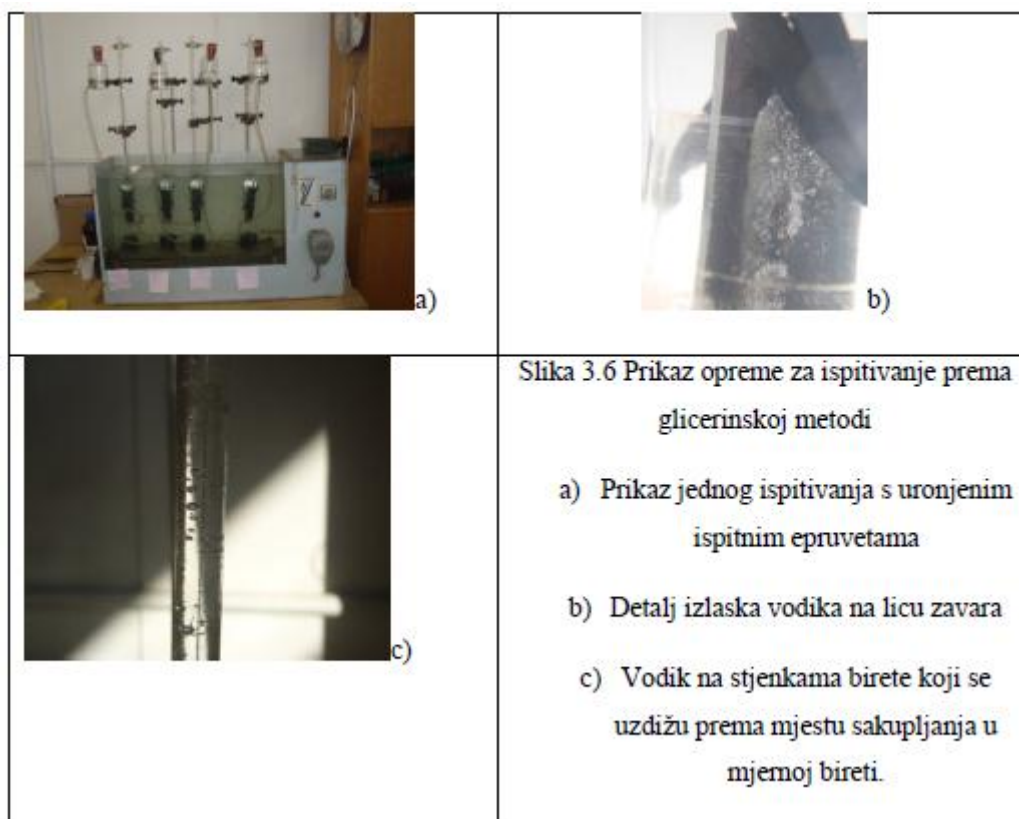 a)
b)
c)
Slika 3.6 Prikaz opreme za ispitivanje prema
glicerinskoj metodi
a) Prikaz jednog ispitivanja s uronjenim
ispitnim epruvetama
b) Detalj izlaska vodika na licu zavara
c) Vodik na stjenkama birete koji se
uzdižu prema mjestu sakupljanja u
mjernoj bireti.